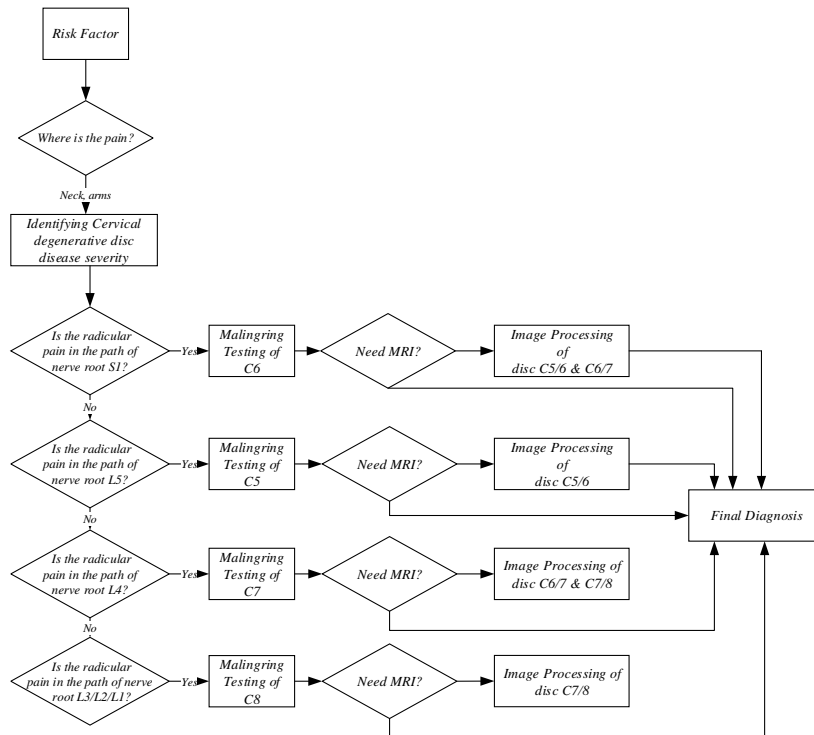 Risk Factor
Where is the pain?
Neck, arms
Identifying Cervical
degenerative disc
disease severity
Is the radicular
pain in the path of
nerve root S1?
Yes
Malingring
Testing of
C6
Need MRI?
Image Processing
of
disc C5/6 & C6/7
No
Is the radicular
pain in the path of
nerve root L5?
Yes
Malingring
Testing of
C5
Need MRI?
Image Processing
of
disc C5/6
Final Diagnosis
No
Is the radicular
pain in the path of
nerve root L4?
Yes
Malingring
Testing of
C7
Need MRI?
Image Processing of
disc C6/7 & C7/8
No
Is the radicular
pain in the path of nerve
root L3/L2/L1?
Yes
Malingring
Testing of
C8
Need MRI?
Image Processing of
disc C7/8